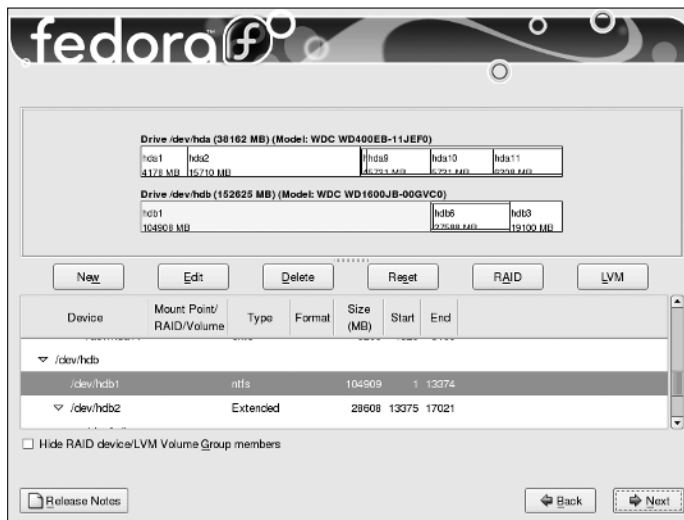 fedora
Drive /dev/hda (38162 MB) (Model: WDC WD400EB-11JEF0)
hda1 hda2 hda9 hda10 hda11
4178 MB 15710 MB
Drive /dev/hdb (152625 MB) (Model: WDC WD1600JB-00GVC0)
hdb1 hdb6 hdb3
104908 MB 27588 MB 19100 MB
New Edit Delete Reset RAID LVM
Device Mount Point/ RAID/Volume Type Format Size (MB) Start End
/dev/hdb
/dev/hdb1 ntfs 104909 1 13374
/dev/hdb2 Extended 28608 13375 17021
Hide RAID device/LVM Volume Group members
Release Notes Back Next